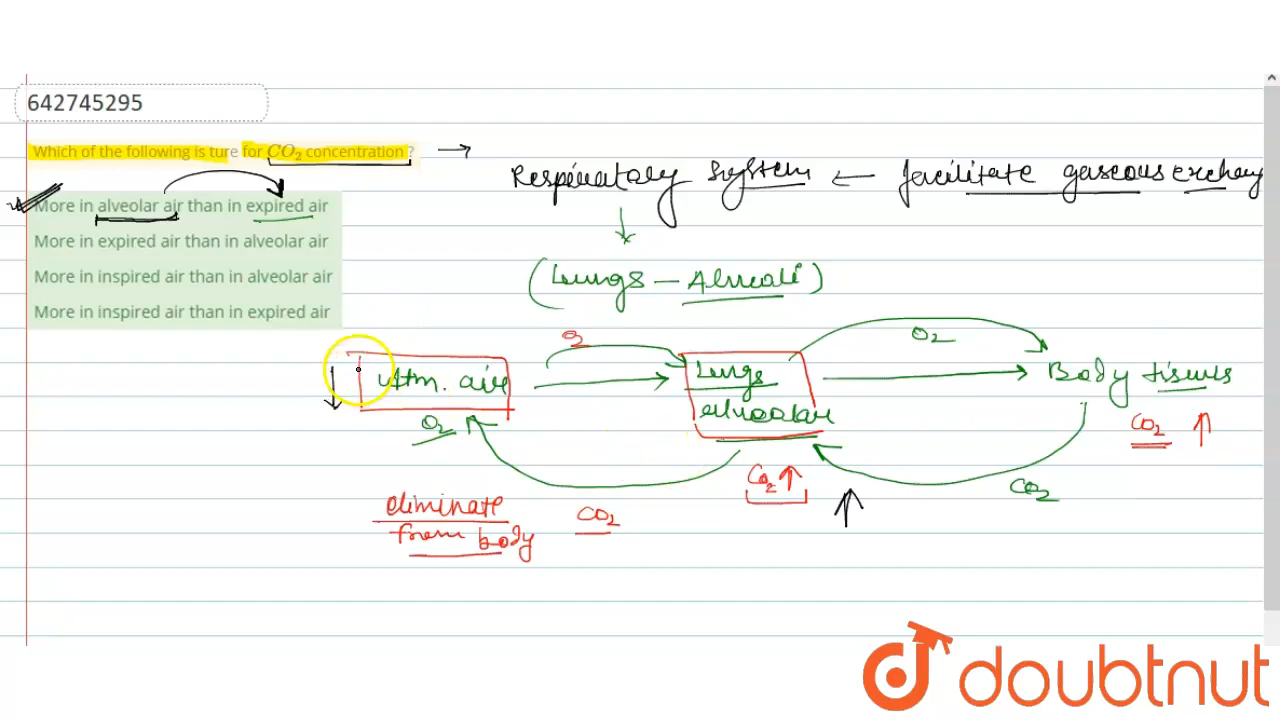 642745295
Which of the following is ture for CO2 concentration ?
Respiratory system ← facilitate gaseous exchang
More in alveolar air than in expired air
More in expired air than in alveolar air
More in inspired air than in alveolar air
More in inspired air than in expired air
(Lungs - Alveoli)
O2
O2
Atm. air
Lungs
alveolar
Body tissues
O2
CO2 ↑
CO2 ↑
CO2
eliminate
from body
CO2
doubtnut